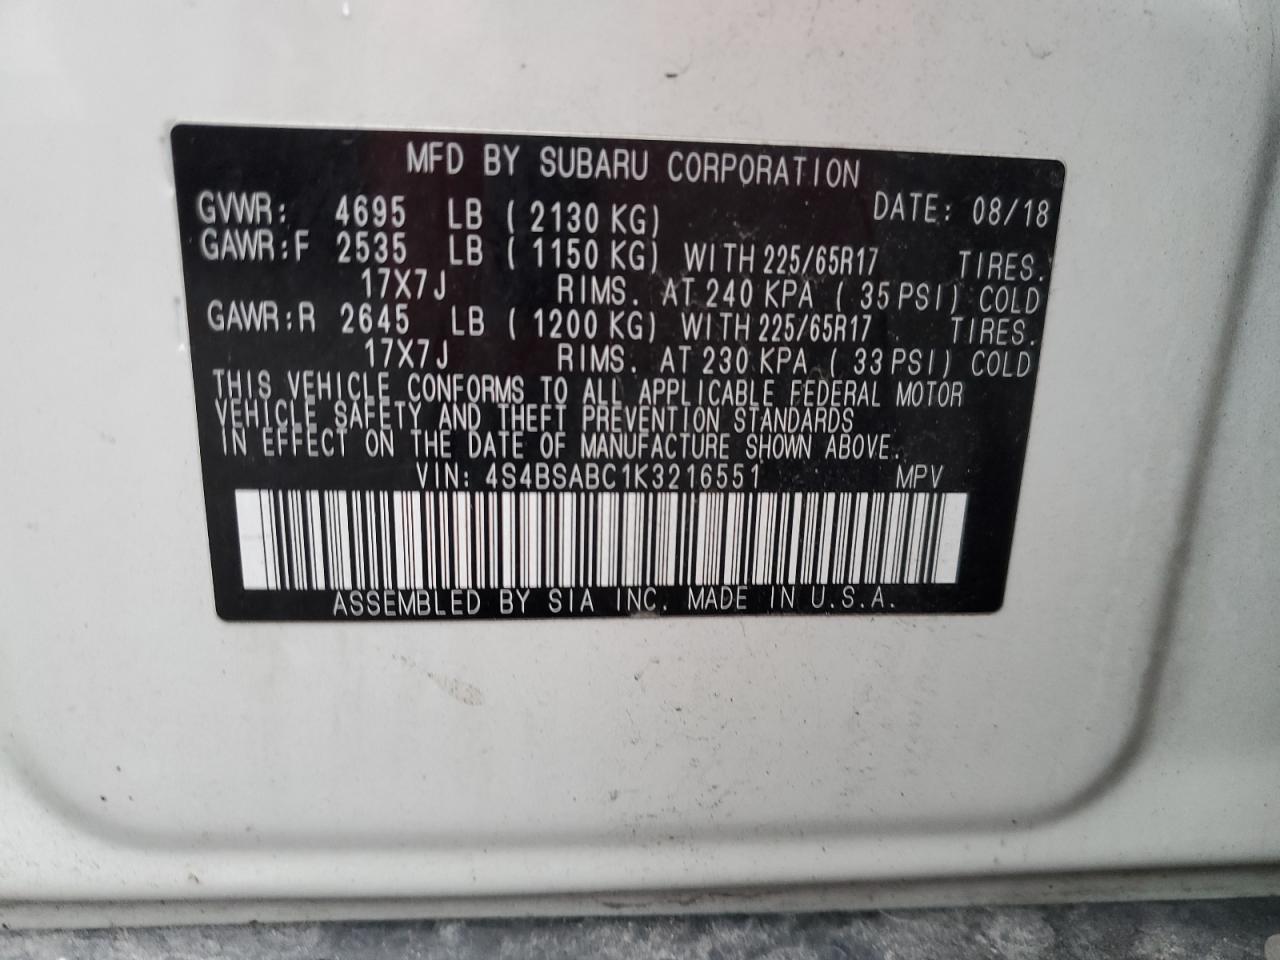 MFD BY SUBARU CORPORATION
GVWR: 4695 LB ( 2130 KG) DATE: 08/18
GAWR:F 2535 LB ( 1150 KG) WITH 225/65R17 TIRES.
17X7J RIMS. AT 240 KPA ( 35 PSI) COLD
GAWR:R 2645 LB ( 1200 KG) WITH 225/65R17 TIRES.
17X7J RIMS. AT 230 KPA ( 33 PSI) COLD
THIS VEHICLE CONFORMS TO ALL APPLICABLE FEDERAL MOTOR
VEHICLE SAFETY AND THEFT PREVENTION STANDARDS
IN EFFECT ON THE DATE OF MANUFACTURE SHOWN ABOVE.
VIN: 4S4BSABC1K3216551 MPV
ASSEMBLED BY SIA INC. MADE IN U.S.A.